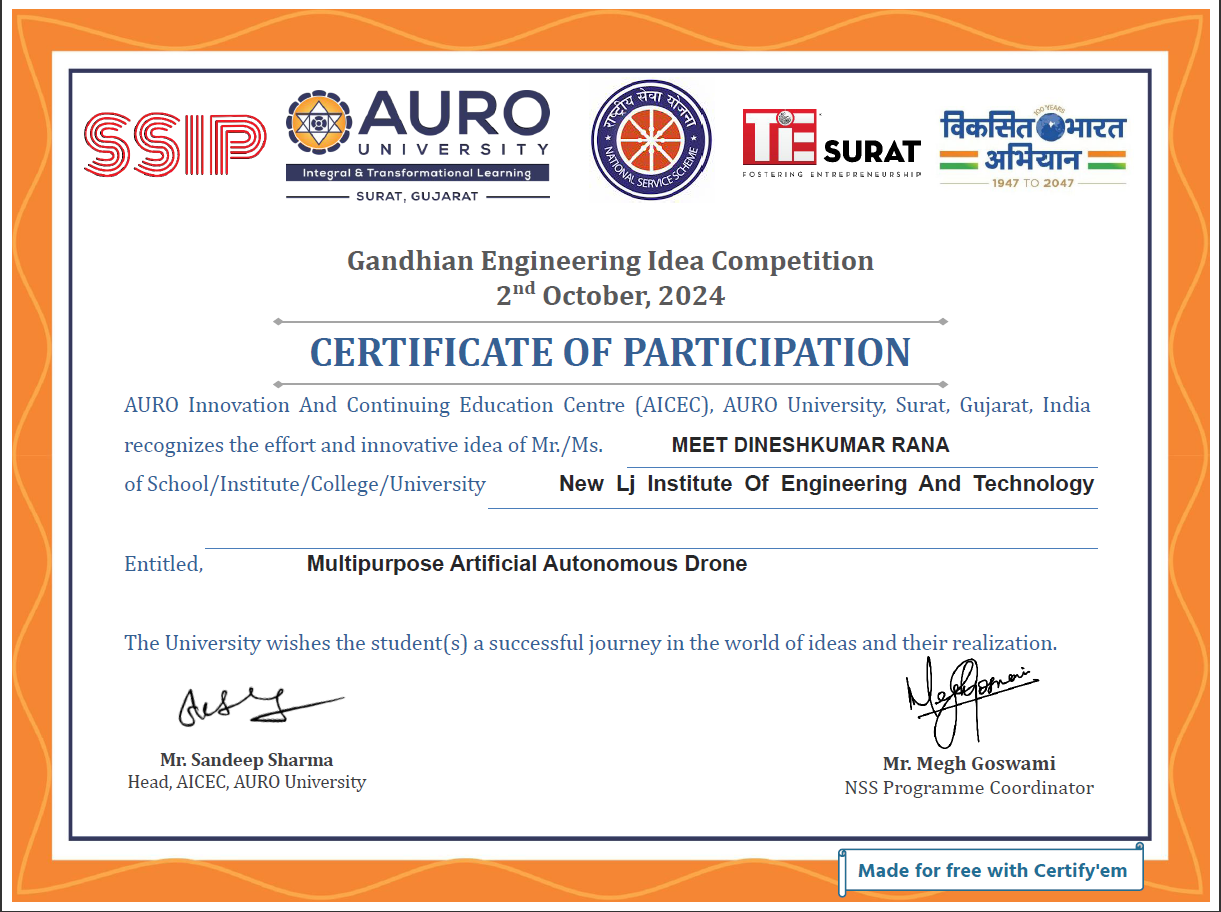 SSIP
AURO
UNIVERSITY
Integral & Transformational Learning
SURAT, GUJARAT
राष्ट्रीय सेवा योजना
NATIONAL SERVICE SCHEME
TiE SURAT
FOSTERING ENTREPRENEURSHIP
100 YEARS
विकसित भारत
अभियान
1947 TO 2047
Gandhian Engineering Idea Competition
2nd October, 2024
CERTIFICATE OF PARTICIPATION
AURO Innovation And Continuing Education Centre (AICEC), AURO University, Surat, Gujarat, India
recognizes the effort and innovative idea of Mr./Ms. MEET DINESHKUMAR RANA
of School/Institute/College/University New Lj Institute Of Engineering And Technology
Entitled, Multipurpose Artificial Autonomous Drone
The University wishes the student(s) a successful journey in the world of ideas and their realization.
Megh Goswami
Mr. Sandeep Sharma
Head, AICEC, AURO University
Mr. Megh Goswami
NSS Programme Coordinator
Made for free with Certify'em